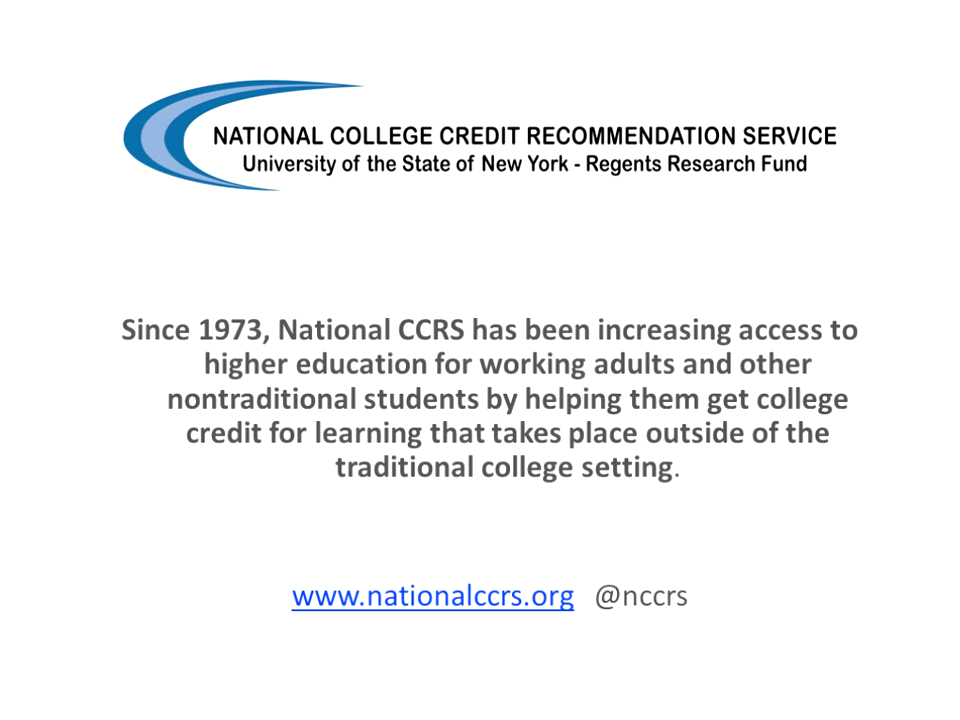 NATIONAL COLLEGE CREDIT RECOMMENDATION SERVICE
University of the State of New York - Regents Research Fund
Since 1973, National CCRS has been increasing access to
higher education for working adults and other
nontraditional students by helping them get college
credit for learning that takes place outside of the
traditional college setting.
www.nationalccrs.org @nccrs